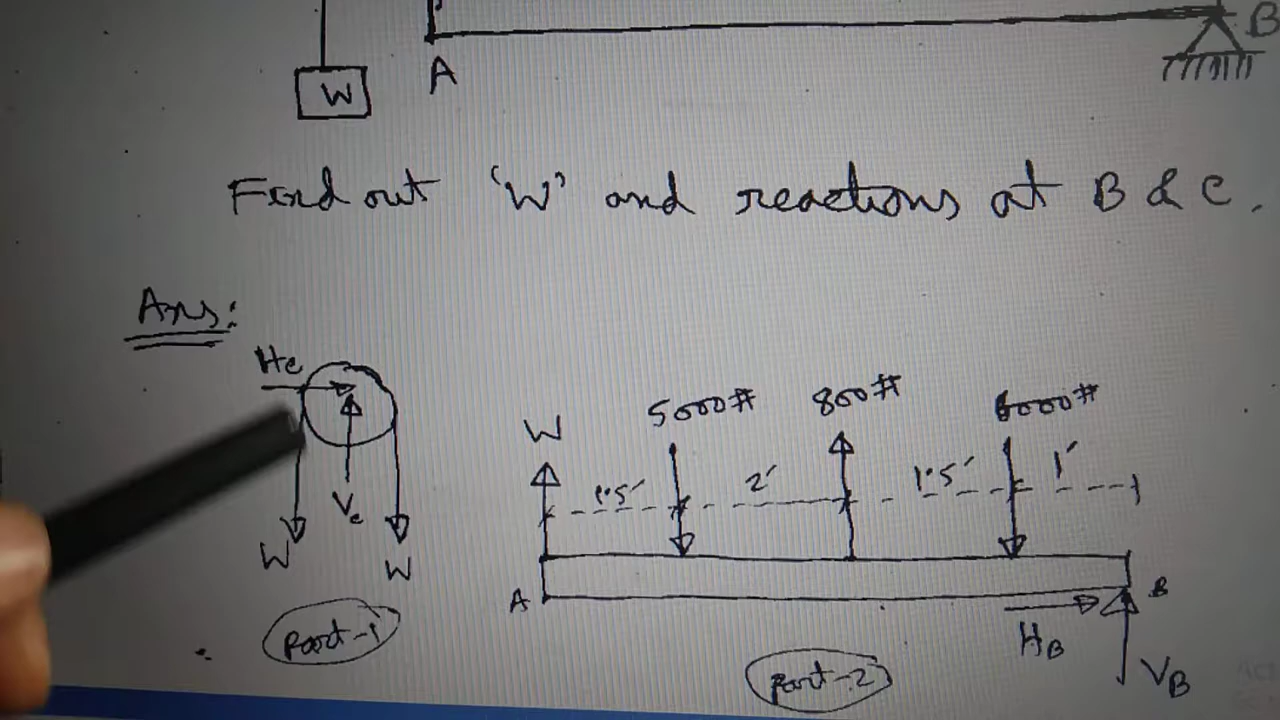 B
A
W
Find out 'W' and reactions at B & C.
Ans:
Hc
5000# 800# 6000#
W
1.5' 2' 1.5' 1'
Vc
W W
A B
Part-1
HB
Part-2 VB